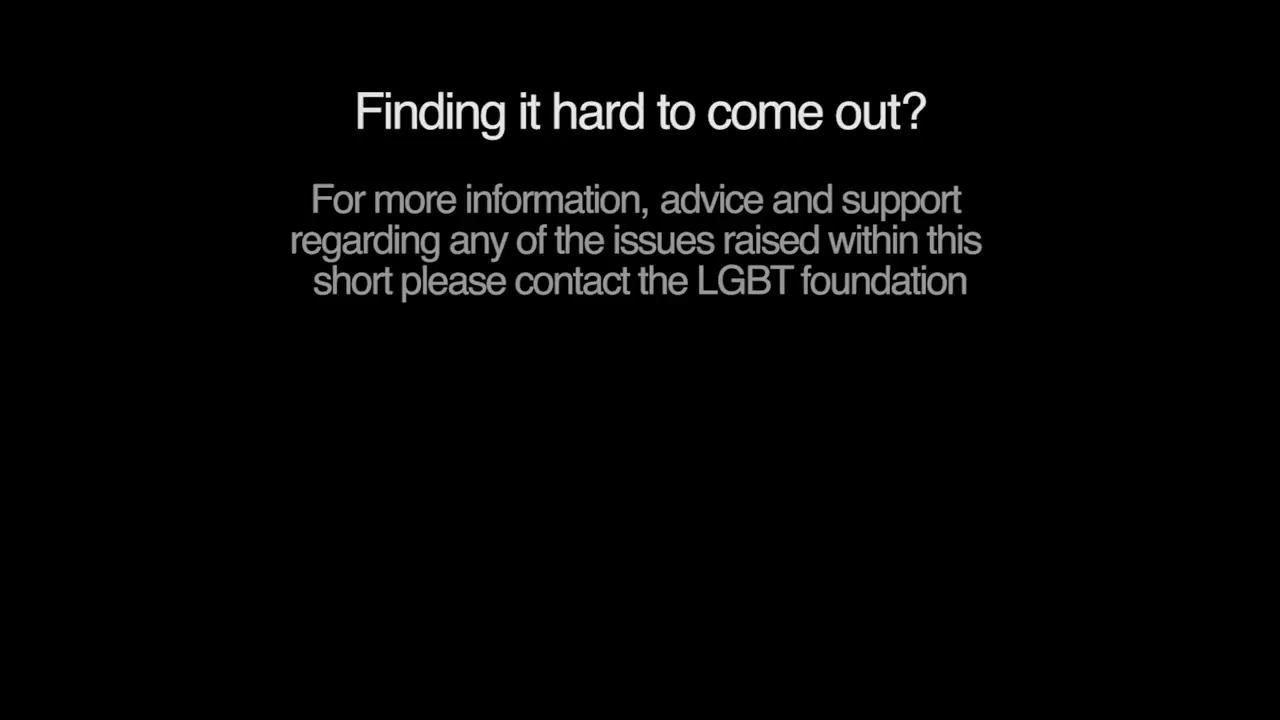 Finding it hard to come out?
For more information, advice and support
regarding any of the issues raised within this
short please contact the LGBT foundation